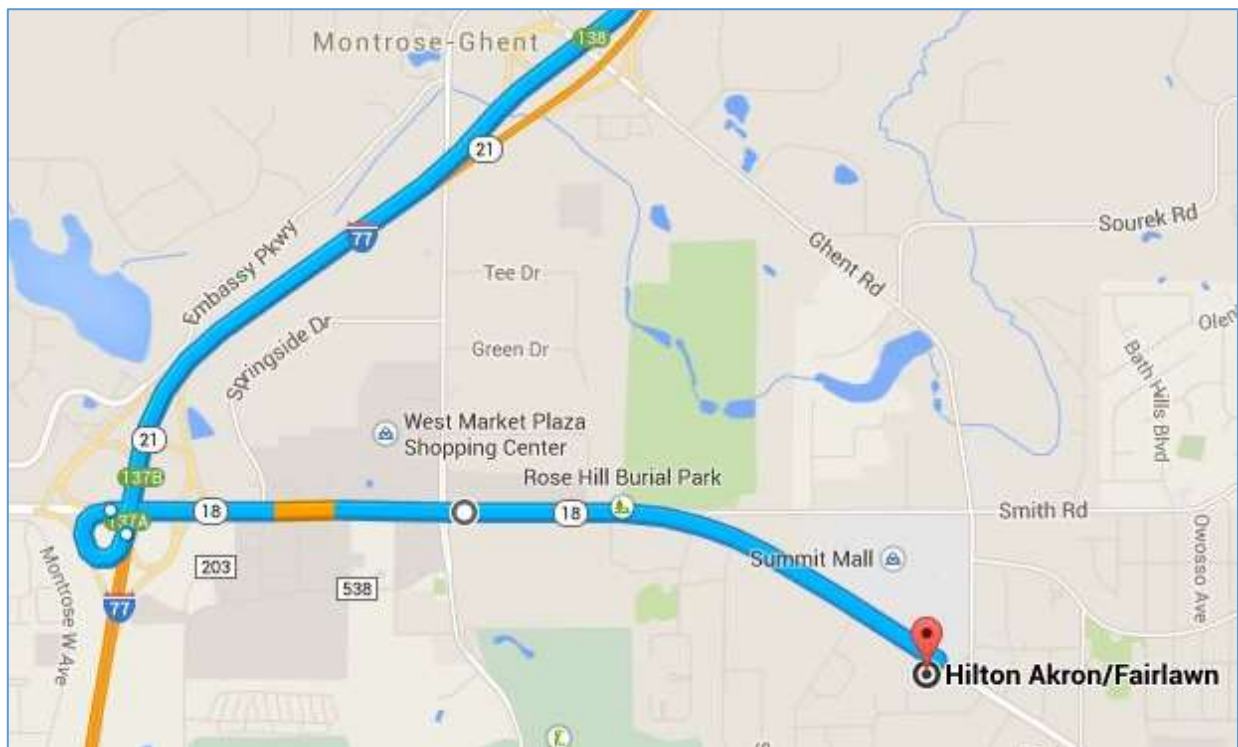 Montrose-Ghent
138
21
77
Embassy Pkwy
Sourek Rd
Ghent Rd
Tee Dr
Springside Dr
Green Dr
Bath Hills Blvd
West Market Plaza
Shopping Center
21
137B
Rose Hill Burial Park
18
137A
18
Smith Rd
Owosso Ave
Summit Mall
203
538
Montrose W Ave
77
Hilton Akron/Fairlawn